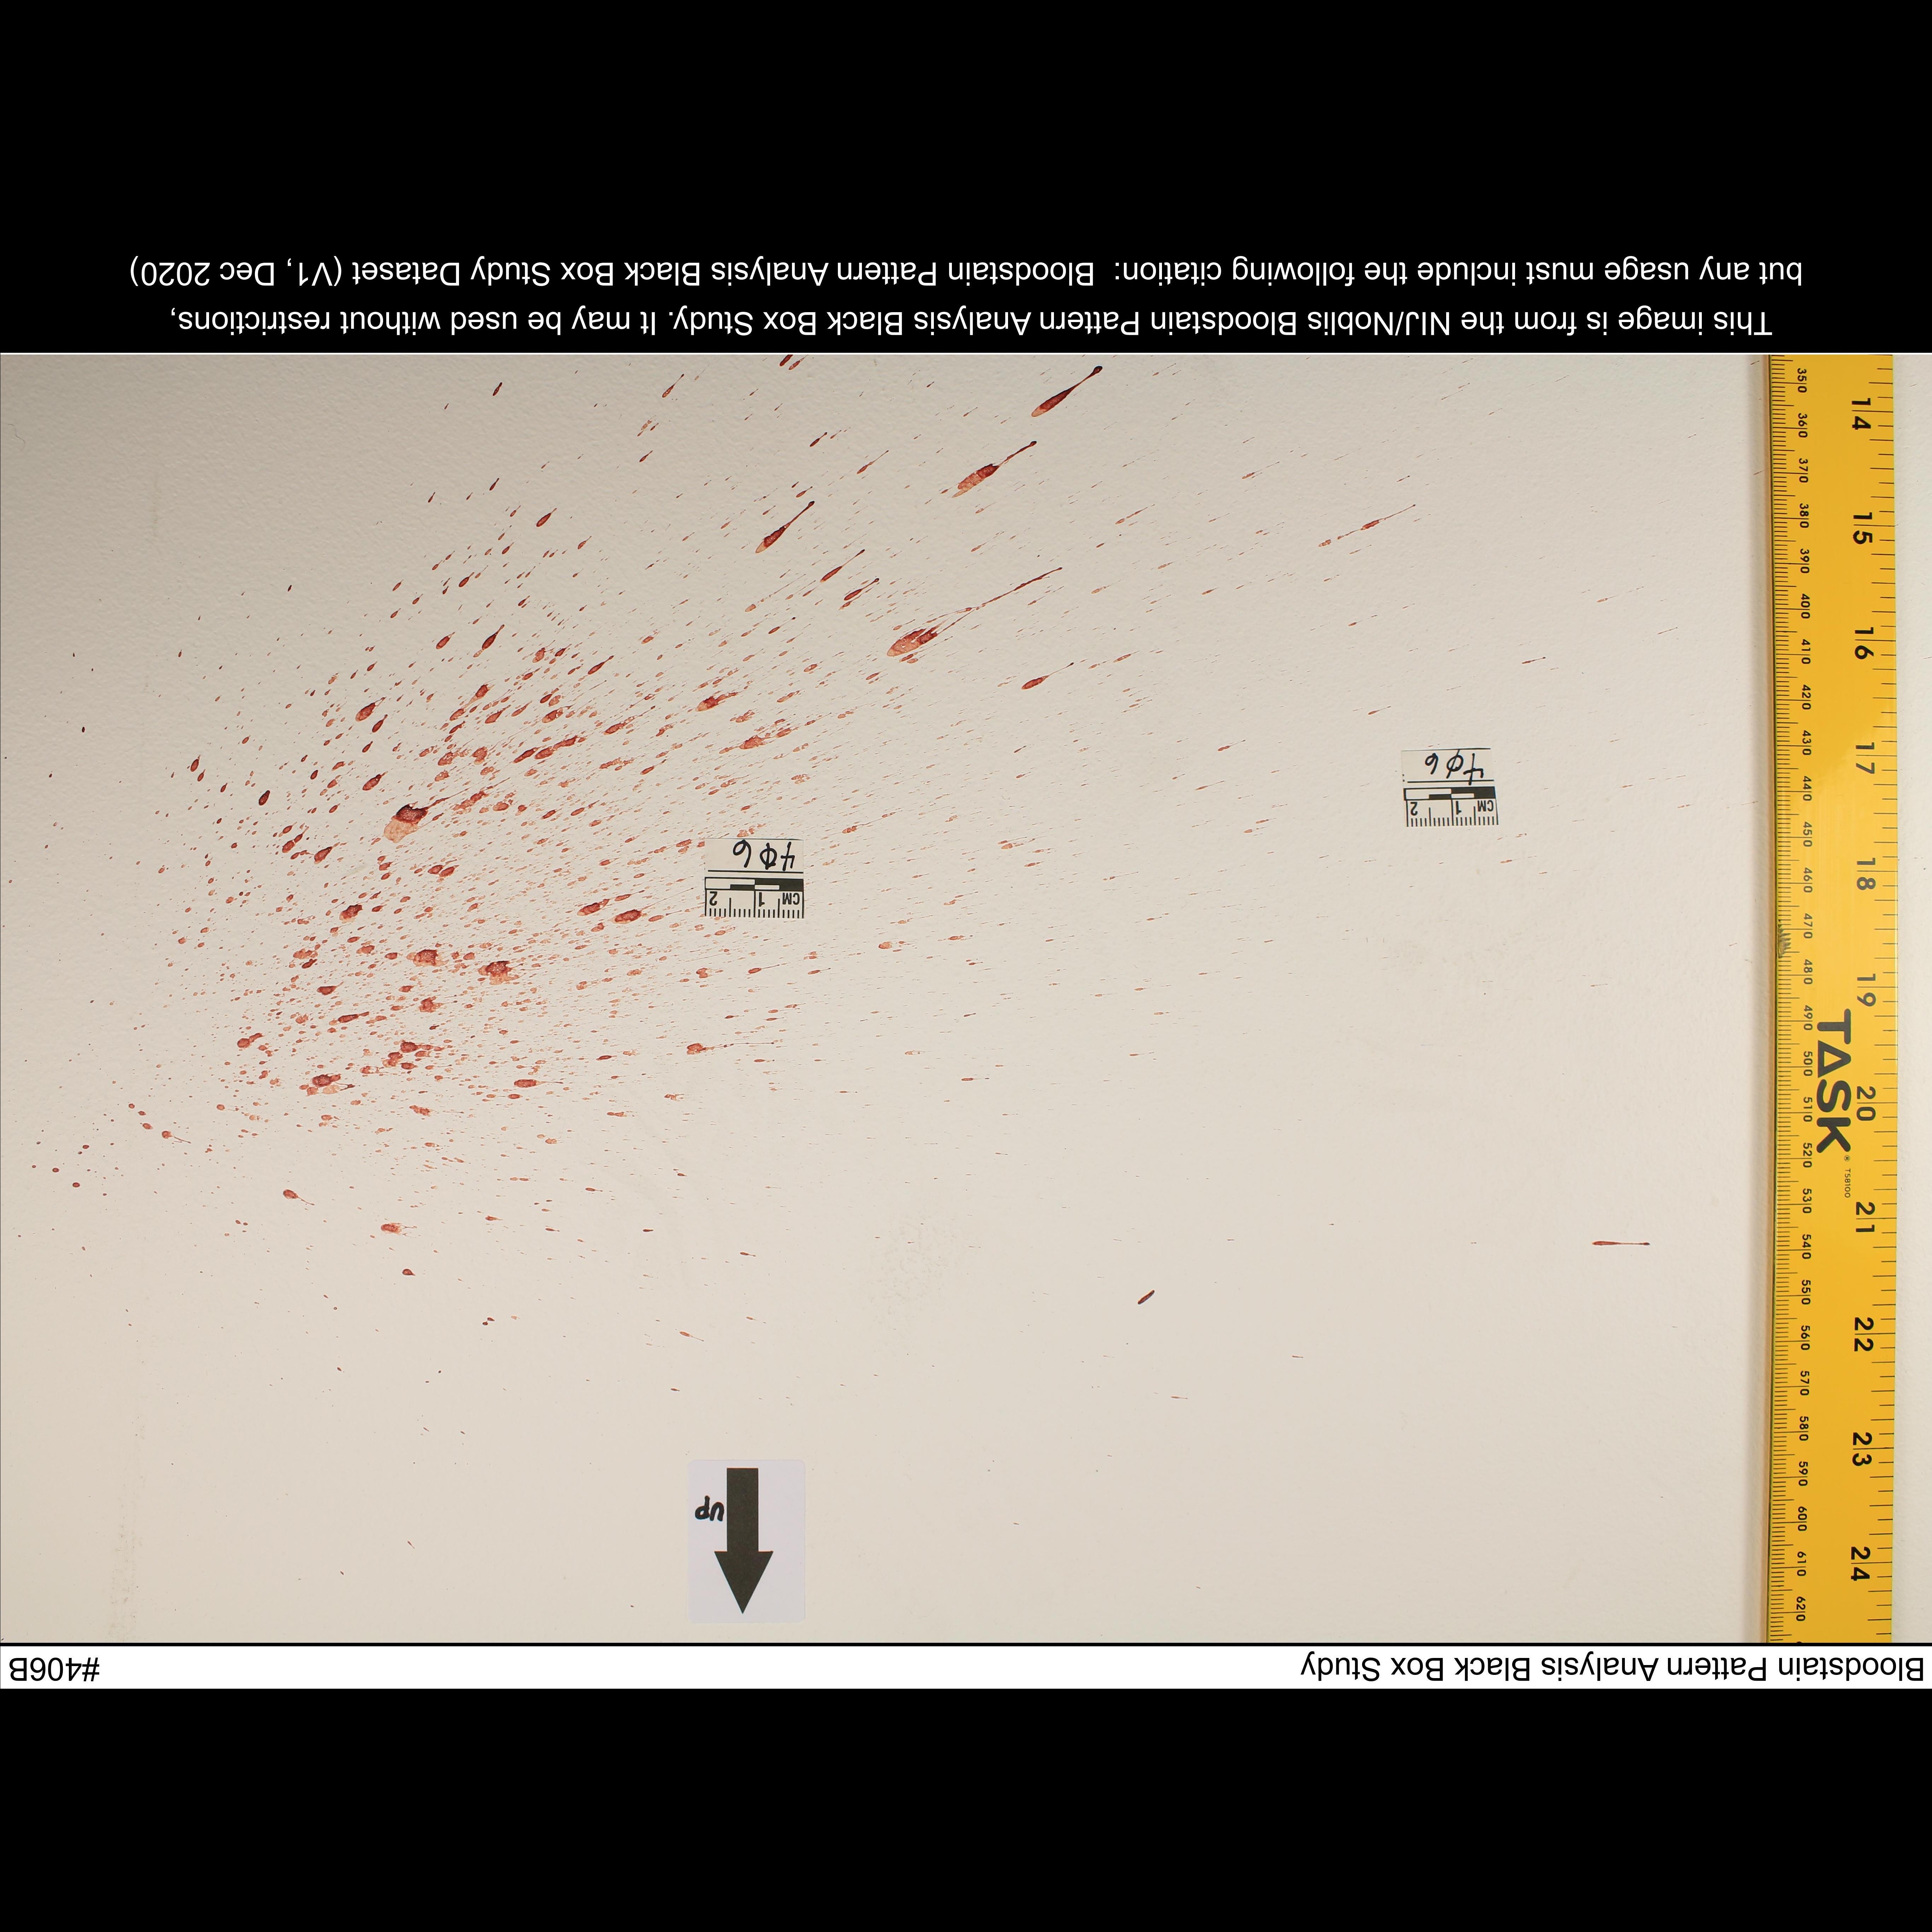 Bloodstain Pattern Analysis Black Box Study #406B
UP
CM 1 2
406
CM 1 2
406
14 15 16 17 18 19 20 21 22 23 24
TASK® TS8100
350 360 370 380 390 400 410 420 430 440 450 460 470 480 490 500 510 520 530 540 550 560 570 580 590 600 610 620
This image is from the NIJ/Noblis Bloodstain Pattern Analysis Black Box Study. It may be used without restrictions,
but any usage must include the following citation: Bloodstain Pattern Analysis Black Box Study Dataset (V1, Dec 2020)